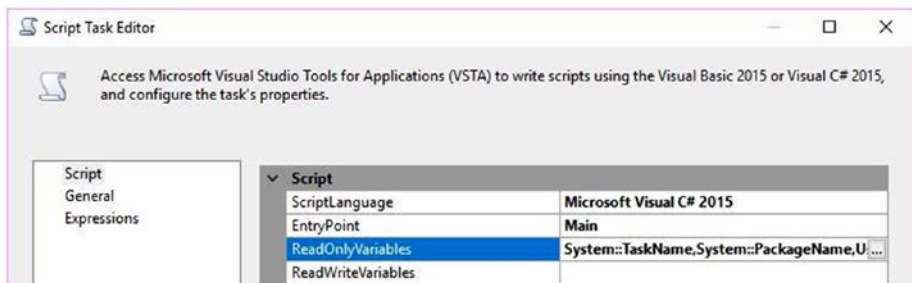 Script Task Editor
Access Microsoft Visual Studio Tools for Applications (VSTA) to write scripts using the Visual Basic 2015 or Visual C# 2015,
and configure the task's properties.
Script
General
Expressions
Script
ScriptLanguage Microsoft Visual C# 2015
EntryPoint Main
ReadOnlyVariables System::TaskName,System::PackageName,U ...
ReadWriteVariables